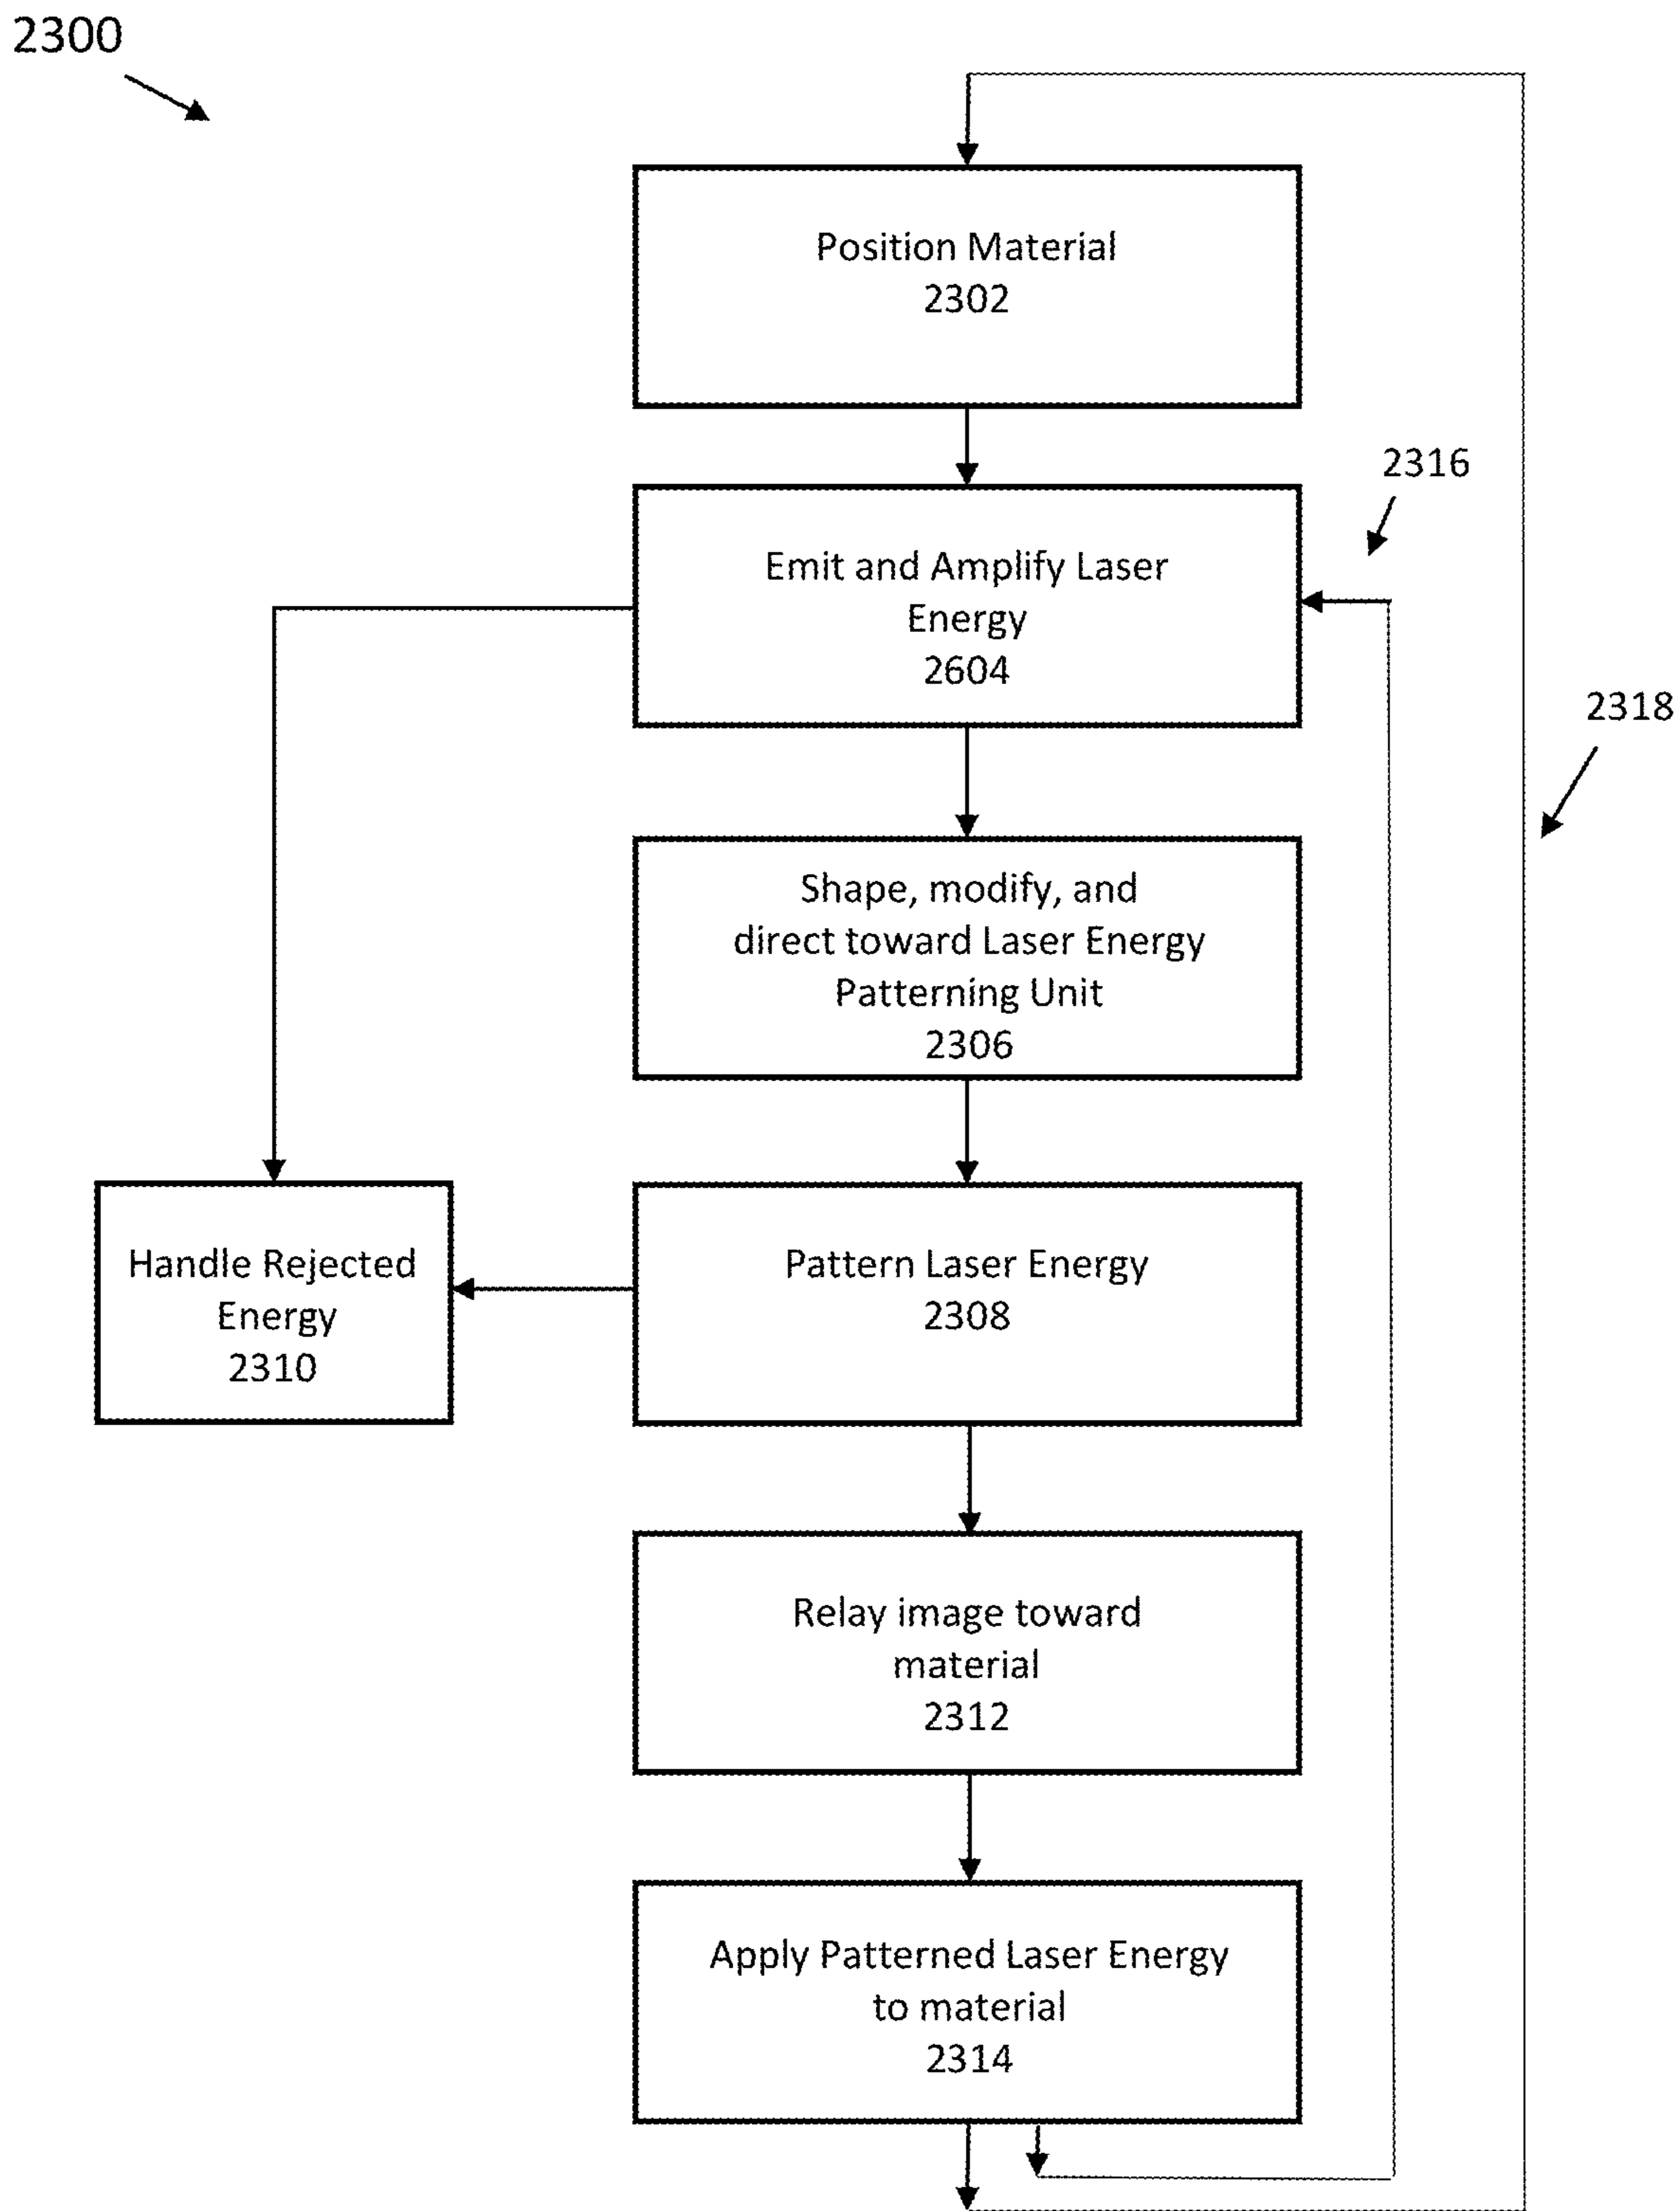 2300
Position Material
2302
2316
Emit and Amplify Laser
Energy
2604
2318
Shape, modify, and
direct toward Laser Energy
Patterning Unit
2306
Handle Rejected
Energy
2310
Pattern Laser Energy
2308
Relay image toward
material
2312
Apply Patterned Laser Energy
to material
2314